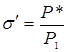 σ' = P* / P₁